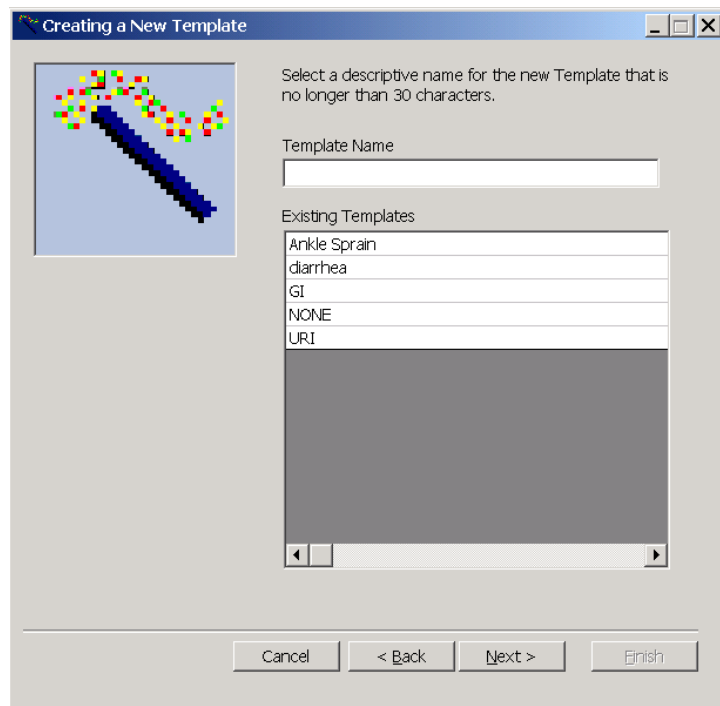 Creating a New Template
Select a descriptive name for the new Template that is
no longer than 30 characters.
Template Name
Existing Templates
Ankle Sprain
diarrhea
GI
NONE
URI
Cancel
< Back
Next >
Finish